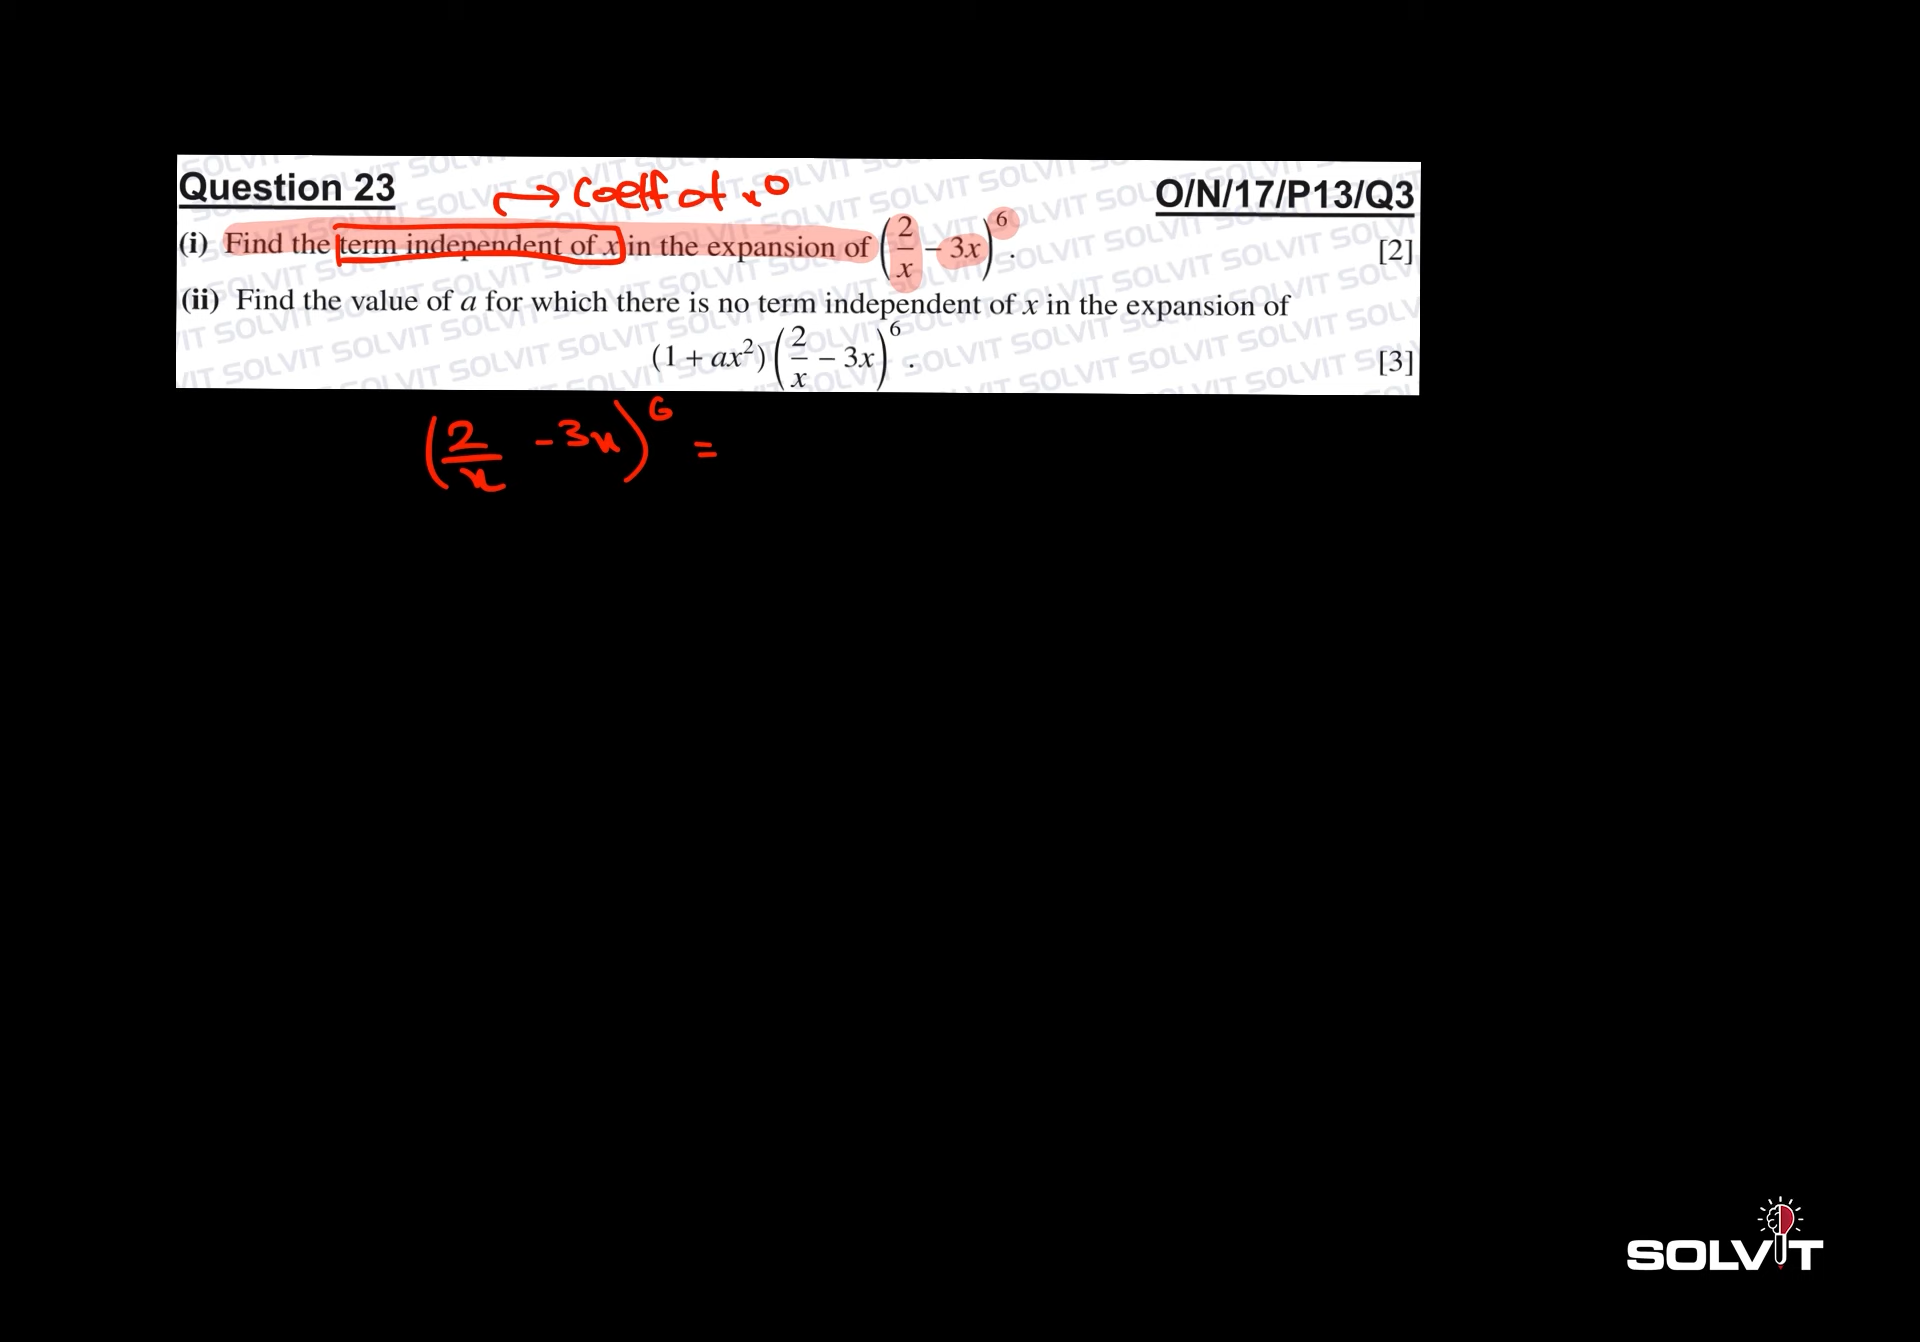 Question 23
→ Coeff of x⁰
O/N/17/P13/Q3
(i) Find the term independent of x in the expansion of (2/x − 3x)⁶. [2]
(ii) Find the value of a for which there is no term independent of x in the expansion of
(1 + ax²)(2/x − 3x)⁶. [3]
(2/x - 3x)⁶ =
SOLVIT